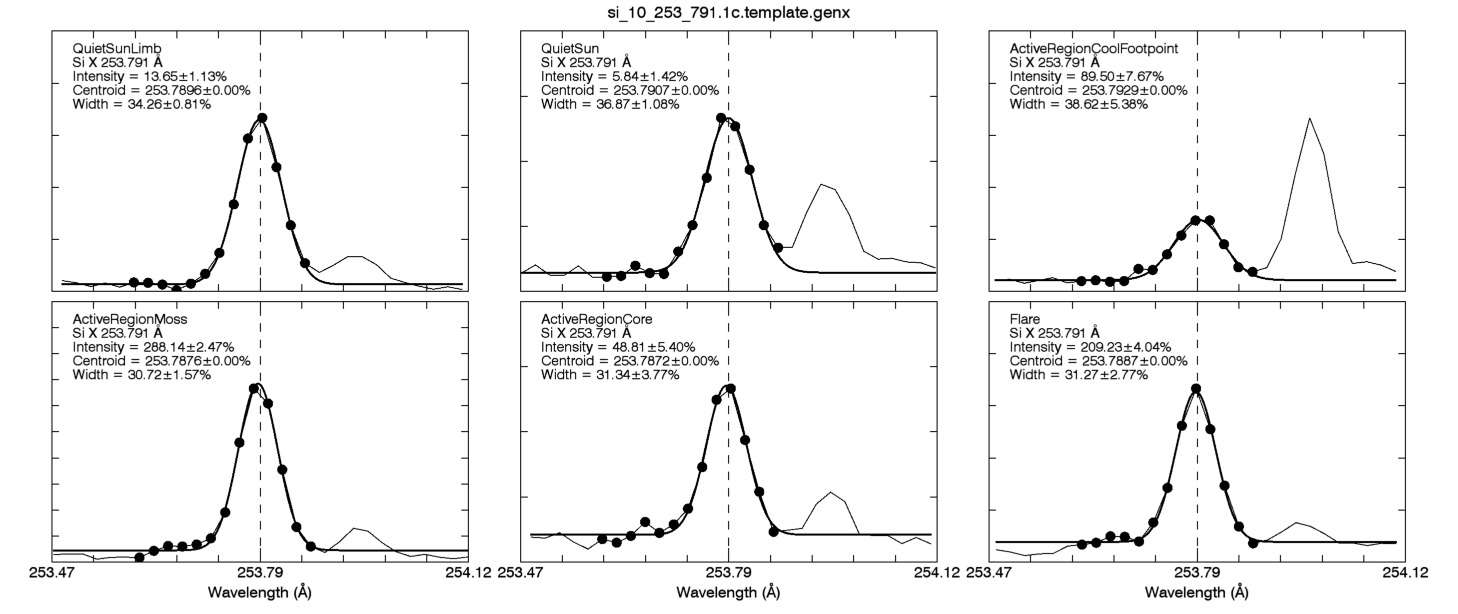 si_10_253_791.1c.template.genx
QuietSunLimb
Si X 253.791 Å
Intensity = 13.65±1.13%
Centroid = 253.7896±0.00%
Width = 34.26±0.81%
QuietSun
Si X 253.791 Å
Intensity = 5.84±1.42%
Centroid = 253.7907±0.00%
Width = 36.87±1.08%
ActiveRegionCoolFootpoint
Si X 253.791 Å
Intensity = 89.50±7.67%
Centroid = 253.7929±0.00%
Width = 38.62±5.38%
ActiveRegionMoss
Si X 253.791 Å
Intensity = 288.14±2.47%
Centroid = 253.7876±0.00%
Width = 30.72±1.57%
ActiveRegionCore
Si X 253.791 Å
Intensity = 48.81±5.40%
Centroid = 253.7872±0.00%
Width = 31.34±3.77%
Flare
Si X 253.791 Å
Intensity = 209.23±4.04%
Centroid = 253.7887±0.00%
Width = 31.27±2.77%
253.47 253.79 254.12 253.47 253.79 254.12 253.47 253.79 254.12
Wavelength (Å) Wavelength (Å) Wavelength (Å)